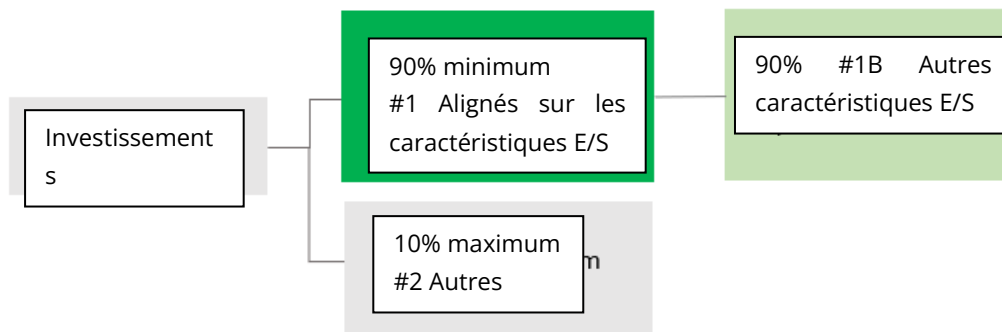 Investissement
s
90% minimum
#1 Alignés sur les
caractéristiques E/S
90% #1B Autres
caractéristiques E/S
10% maximum
#2 Autres
m